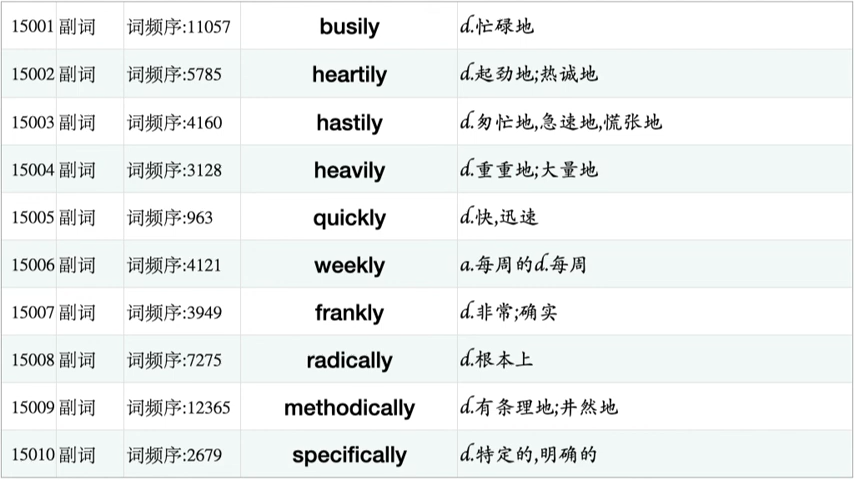 15001 副词 词频序:11057 busily d.忙碌地
15002 副词 词频序:5785 heartily d.起劲地;热诚地
15003 副词 词频序:4160 hastily d.匆忙地,急速地,慌张地
15004 副词 词频序:3128 heavily d.重重地;大量地
15005 副词 词频序:963 quickly d.快,迅速
15006 副词 词频序:4121 weekly a.每周的d.每周
15007 副词 词频序:3949 frankly d.非常;确实
15008 副词 词频序:7275 radically d.根本上
15009 副词 词频序:12365 methodically d.有条理地;井然地
15010 副词 词频序:2679 specifically d.特定的,明确的